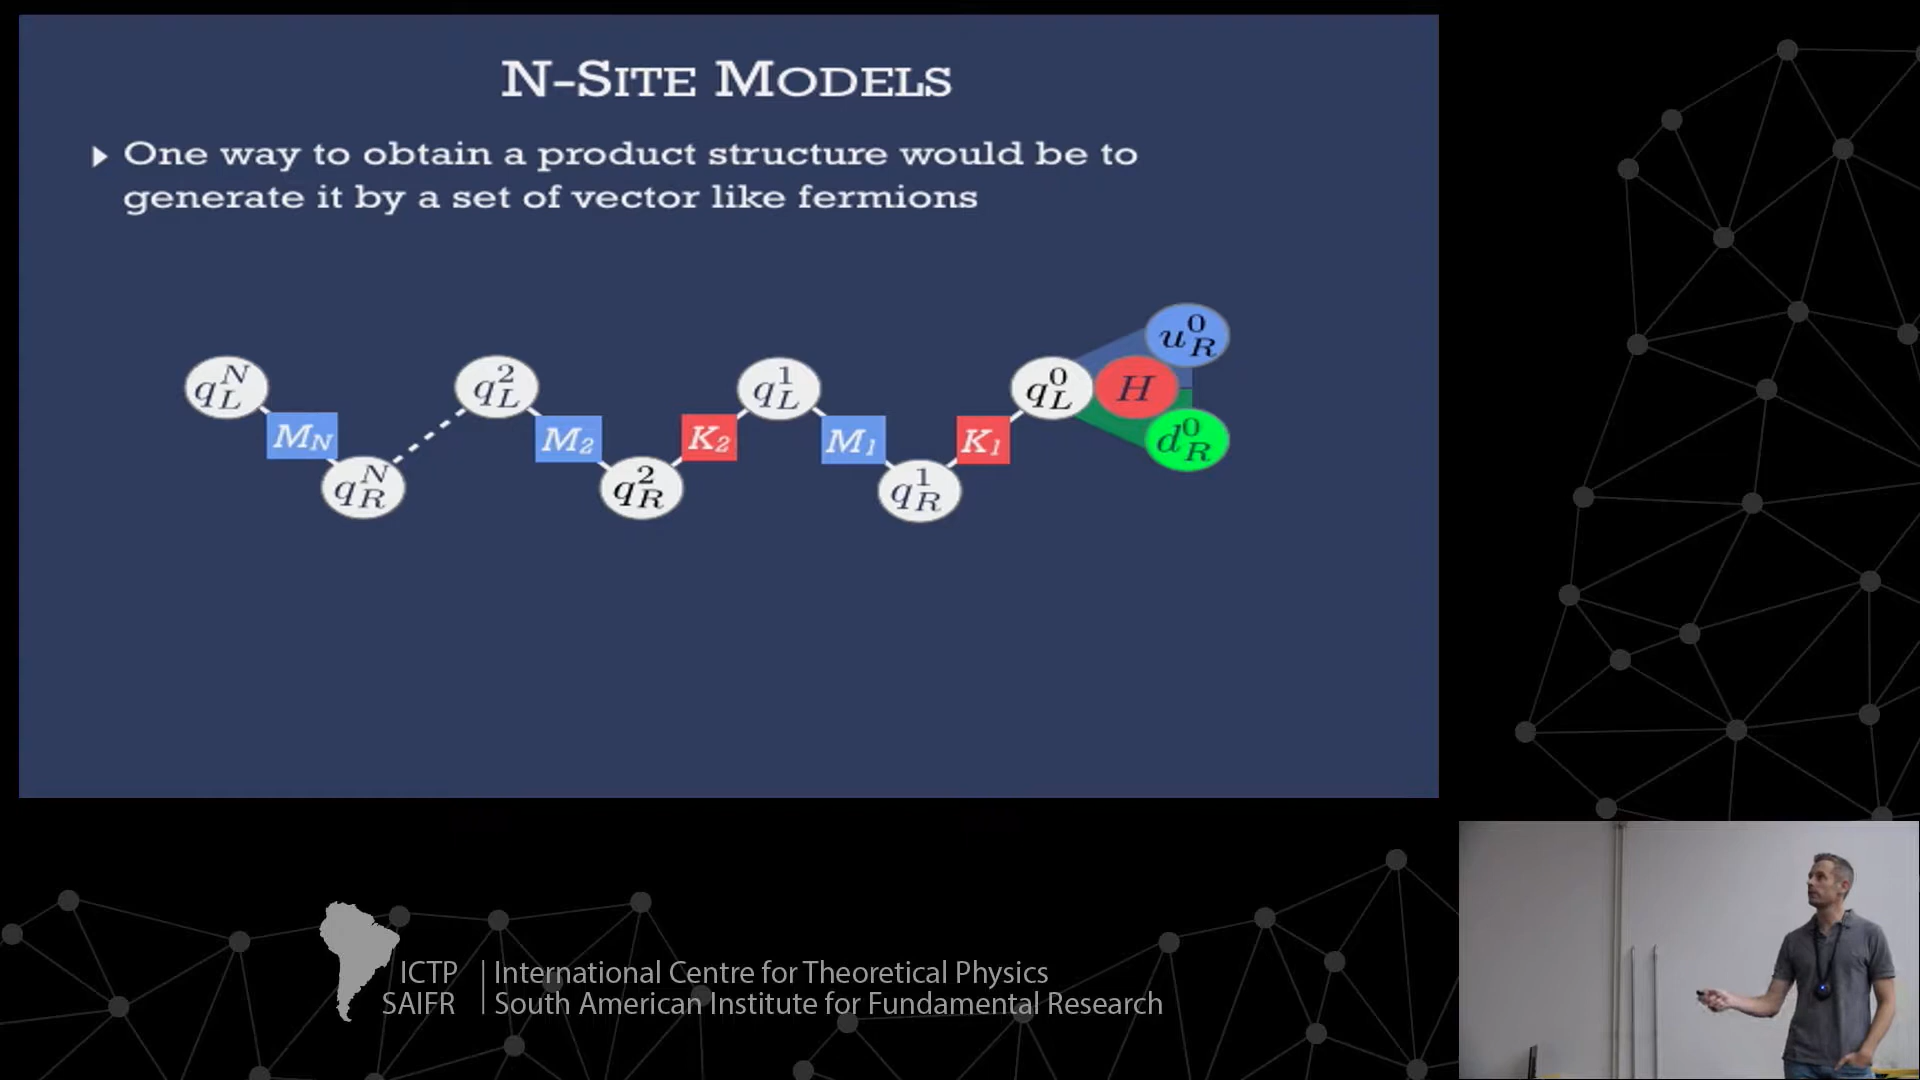 N-SITE MODELS
One way to obtain a product structure would be to
generate it by a set of vector like fermions
q_L^N
M_N
q_R^N
q_L^2
M_2
q_R^2
K_2
q_L^1
M_1
q_R^1
K_1
q_L^0
H
u_R^0
d_R^0
ICTP | International Centre for Theoretical Physics
SAIFR | South American Institute for Fundamental Research